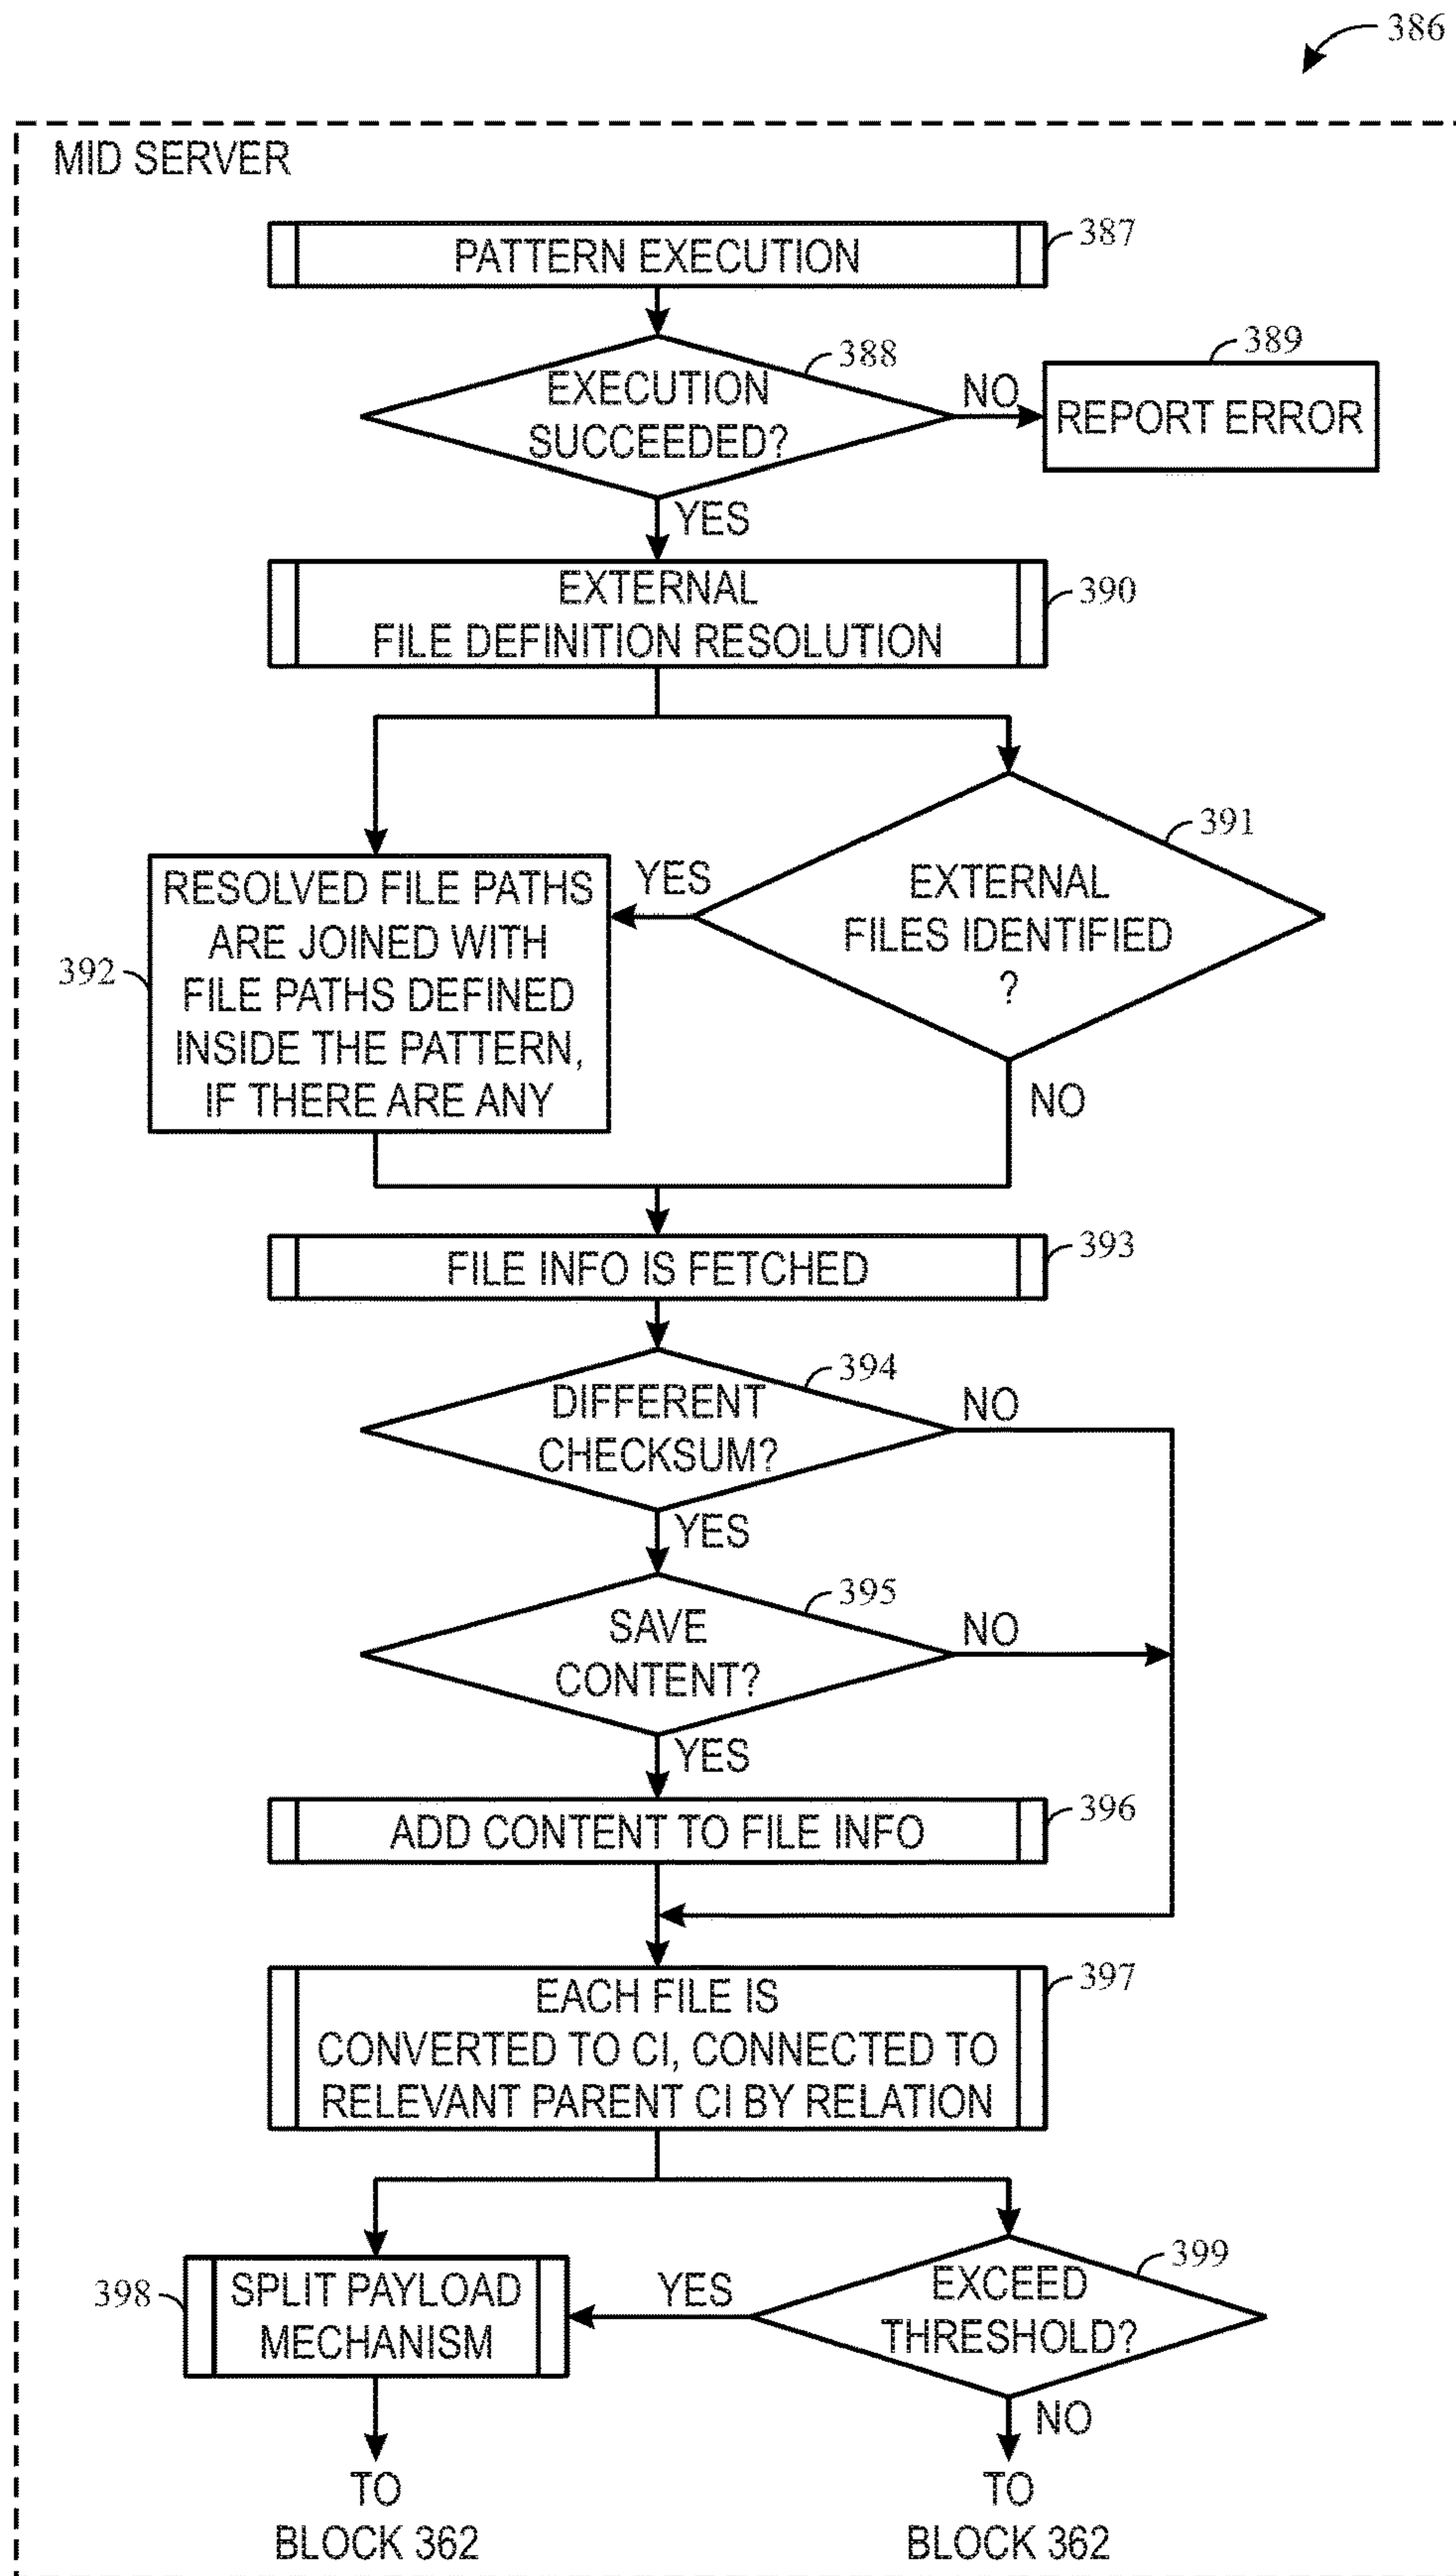 386
MID SERVER
PATTERN EXECUTION
387
EXECUTION
SUCCEEDED?
388
NO
REPORT ERROR
389
YES
EXTERNAL
FILE DEFINITION RESOLUTION
390
RESOLVED FILE PATHS
ARE JOINED WITH
FILE PATHS DEFINED
INSIDE THE PATTERN,
IF THERE ARE ANY
392
YES
EXTERNAL
FILES IDENTIFIED
?
391
NO
FILE INFO IS FETCHED
393
DIFFERENT
CHECKSUM?
394
NO
YES
SAVE
CONTENT?
395
NO
YES
ADD CONTENT TO FILE INFO
396
EACH FILE IS
CONVERTED TO CI, CONNECTED TO
RELEVANT PARENT CI BY RELATION
397
398
SPLIT PAYLOAD
MECHANISM
YES
EXCEED
THRESHOLD?
399
NO
TO
BLOCK 362
TO
BLOCK 362